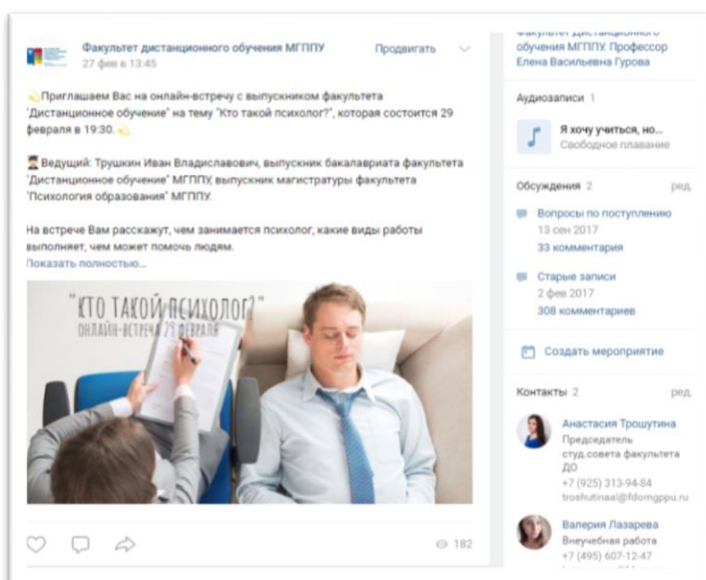 Факультет дистанционного обучения МГППУ
27 фев в 13:45
Продвигать
Приглашаем Вас на онлайн-встречу с выпускником факультета
"Дистанционное обучение" на тему "Кто такой психолог?", которая состоится 29
февраля в 19:30.
Ведущий: Трушкин Иван Владиславович, выпускник бакалавриата факультета
"Дистанционное обучение" МГППУ, выпускник магистратуры факультета
"Психология образования" МГППУ.
На встрече Вам расскажут, чем занимается психолог, какие виды работы
выполняет, чем может помочь людям.
Показать полностью...
"КТО ТАКОЙ ПСИХОЛОГ?"
ОНЛАЙН-ВСТРЕЧА 29 ФЕВРАЛЯ
182
Факультет дистанционного
обучения МГППУ. Профессор
Елена Васильевна Гурова
Аудиозаписи 1
Я хочу учиться, но...
Свободное плавание
Обсуждения 2
ред.
Вопросы по поступлению
13 сен 2017
33 комментария
Старые записи
2 фев 2017
308 комментариев
Создать мероприятие
Контакты 2
ред.
Анастасия Трошутина
Председатель
студ.совета факультета
ДО
+7 (925) 313-94-84
troshutinaal@fdomgppu.ru
Валерия Лазарева
Внеучебная работа
+7 (495) 607-12-47